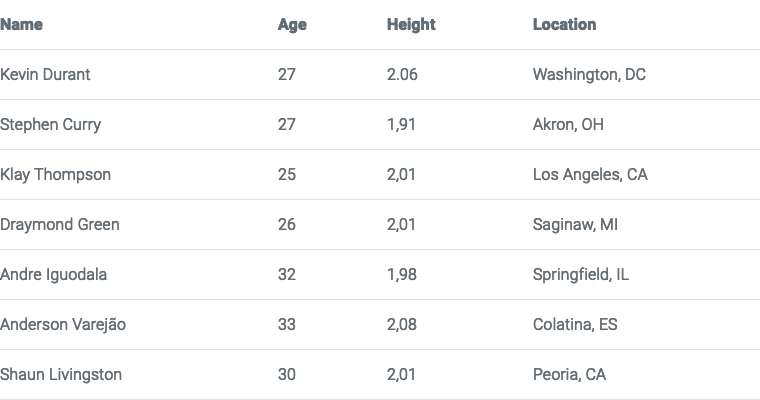 Name Age Height Location
Kevin Durant 27 2.06 Washington, DC
Stephen Curry 27 1,91 Akron, OH
Klay Thompson 25 2,01 Los Angeles, CA
Draymond Green 26 2,01 Saginaw, MI
Andre Iguodala 32 1,98 Springfield, IL
Anderson Varejão 33 2,08 Colatina, ES
Shaun Livingston 30 2,01 Peoria, CA